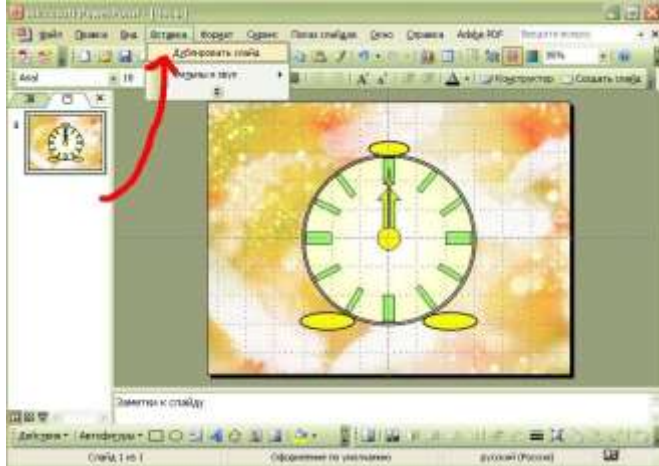 Microsoft PowerPoint - [
Файл Правка Вид Вставка Формат Сервис Показ слайдов Окно Справка Adobe PDF Введите вопрос
Дублировать слайд
Фильмы и звук
Arial 18
Конструктор Создать слайд
1
Заметки к слайду
Действия Автофигуры
Слайд 1 из 1 Оформление по умолчанию русский (Россия)